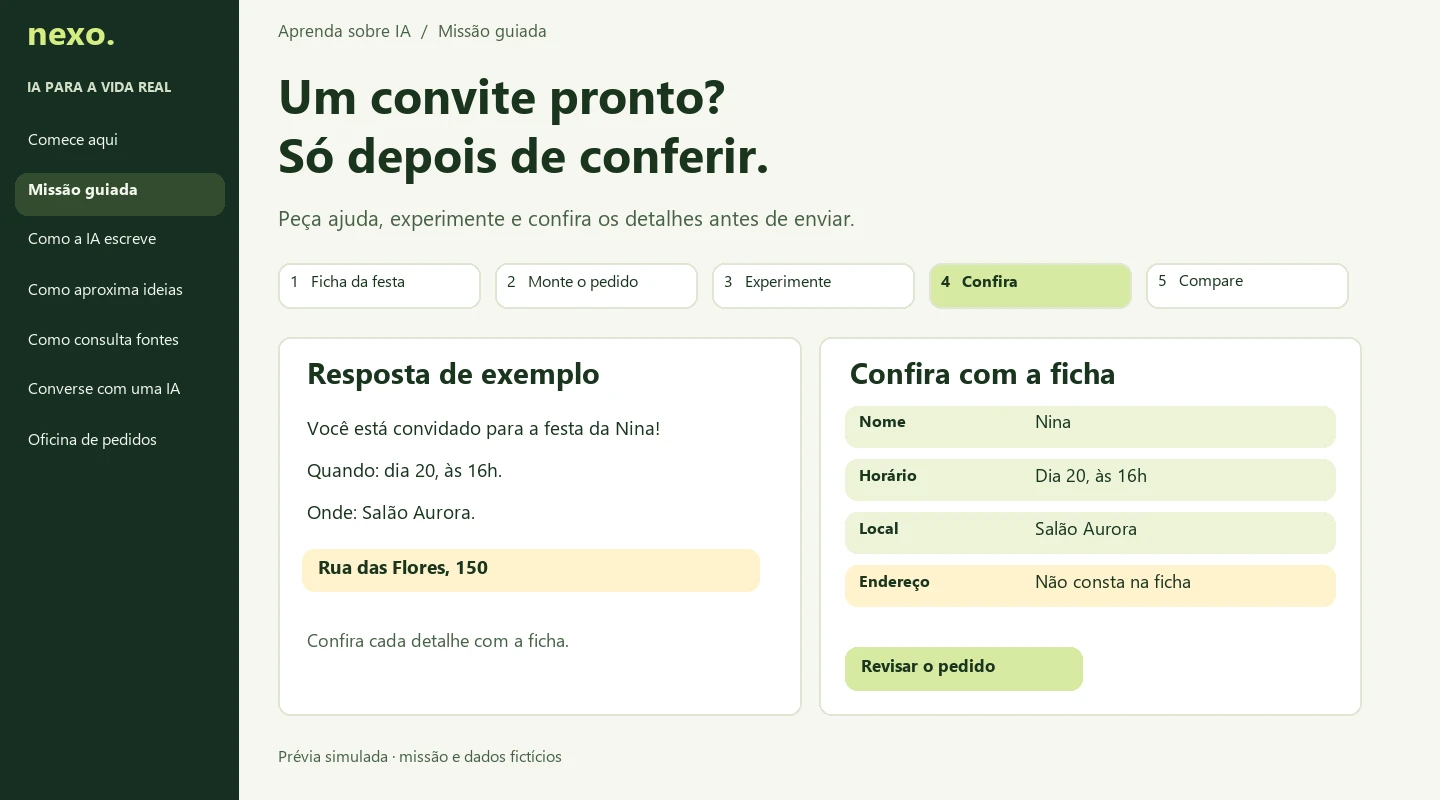 nexo.
IA PARA A VIDA REAL
Comece aqui
Missão guiada
Como a IA escreve
Como aproxima ideias
Como consulta fontes
Converse com uma IA
Oficina de pedidos
Aprenda sobre IA / Missão guiada
Um convite pronto?
Só depois de conferir.
Peça ajuda, experimente e confira os detalhes antes de enviar.
1 Ficha da festa
2 Monte o pedido
3 Experimente
4 Confira
5 Compare
Resposta de exemplo
Você está convidado para a festa da Nina!
Quando: dia 20, às 16h.
Onde: Salão Aurora.
Rua das Flores, 150
Confira cada detalhe com a ficha.
Confira com a ficha
Nome Nina
Horário Dia 20, às 16h
Local Salão Aurora
Endereço Não consta na ficha
Revisar o pedido
Prévia simulada · missão e dados fictícios